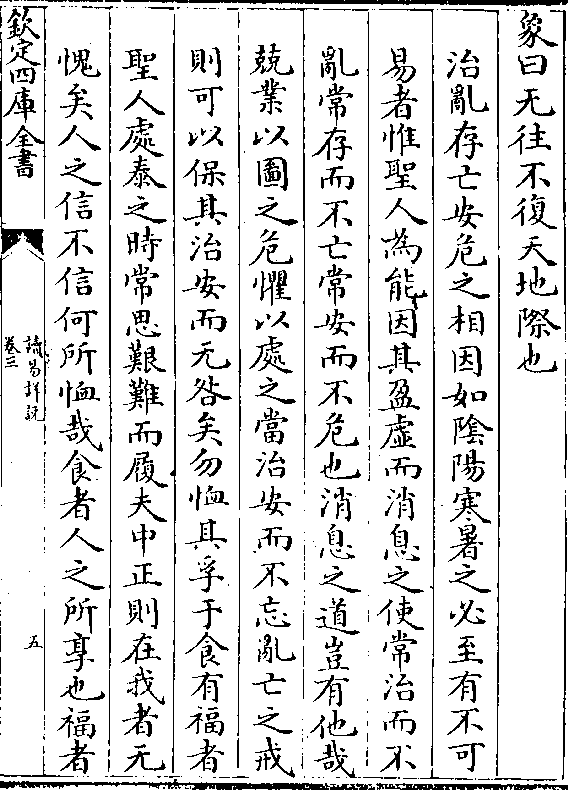 象曰无往不復天地際也
治亂存亡安危之相因如陰陽寒暑之必至有不可
易者惟聖人為能因其盈虛而消息之使常治而不
亂常存而不亡常安而不危也消息之道豈有他哉
兢業以圖之危懼以處之當治安而不忘亂亡之戒
則可以保其治安而无咎矣勿恤其孚于食有福者
聖人處泰之時常思艱難而履夫中正則在我者无
愧矣人之信不信何所恤哉食者人之所享也福者
欽定四庫全書
讀易詳說
卷三
五